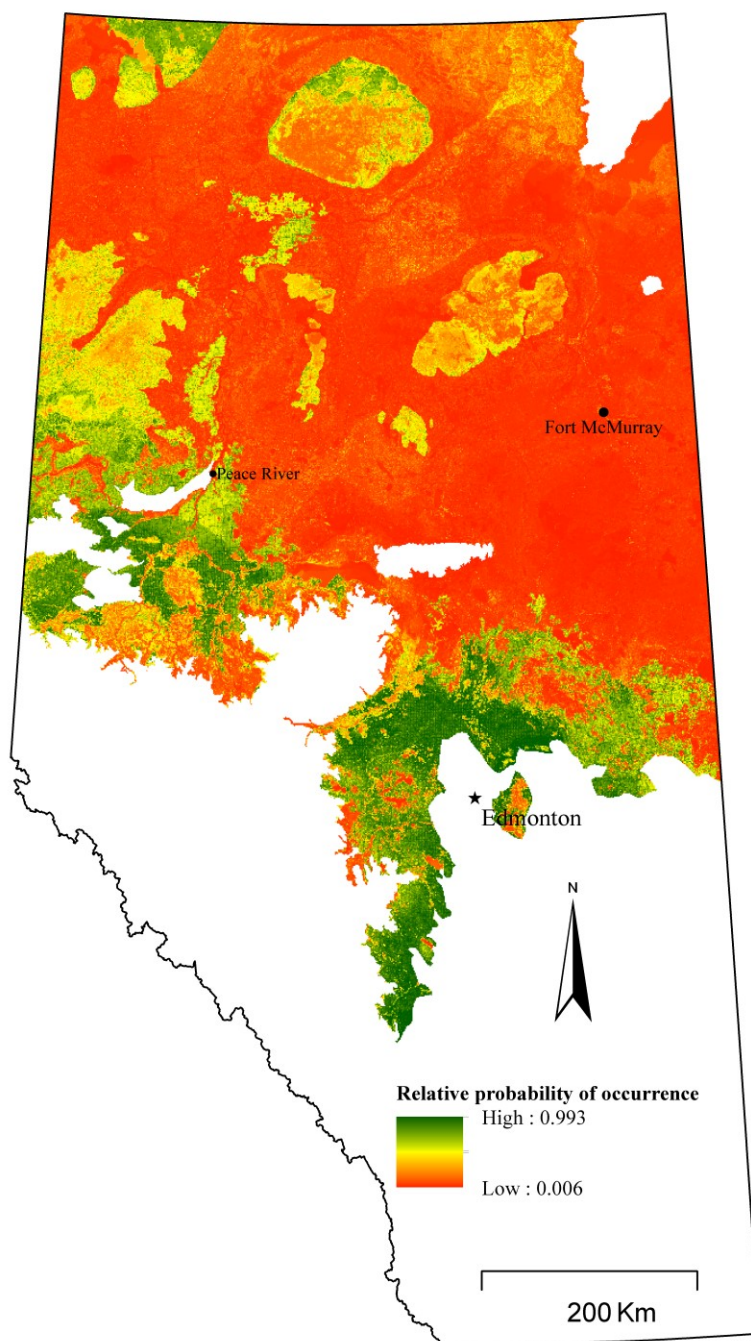 Fort McMurray
Peace River
Edmonton
N
Relative probability of occurrence
High : 0.993
Low : 0.006
200 Km